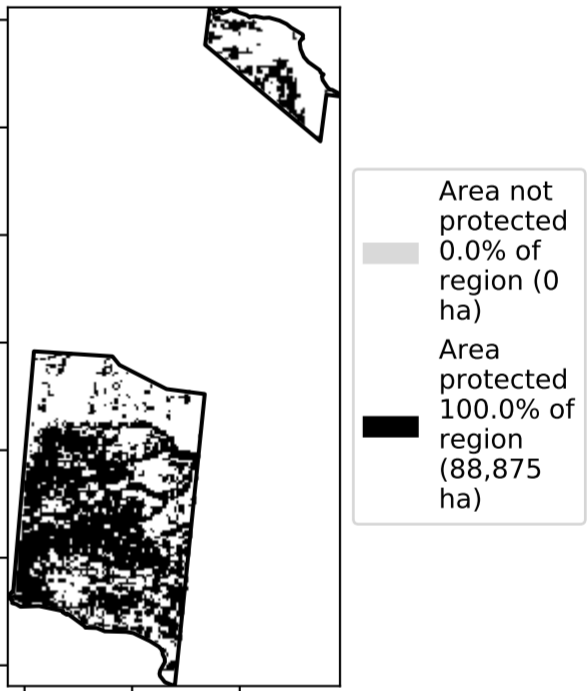 Area not
protected
0.0% of
region (0
ha)
Area
protected
100.0% of
region
(88,875
ha)